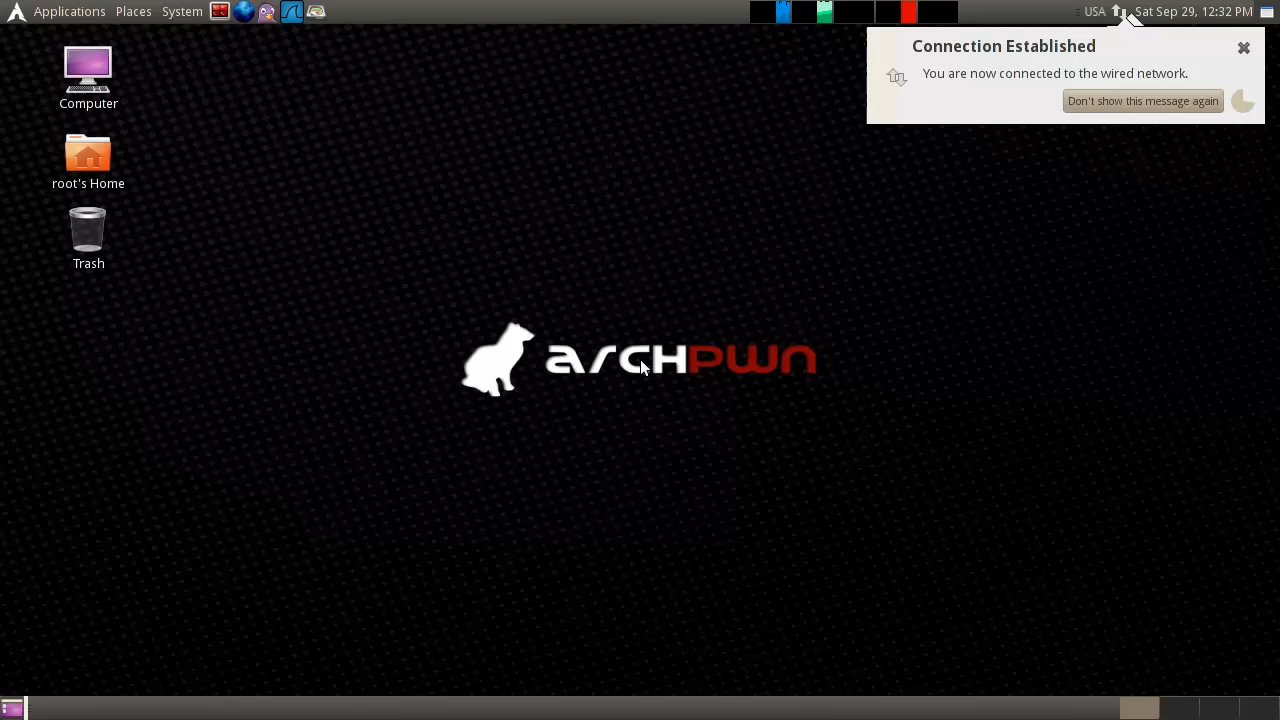 Applications Places System
USA
Sat Sep 29, 12:32 PM
Connection Established
You are now connected to the wired network.
Don't show this message again
Computer
root's Home
Trash
archpwn